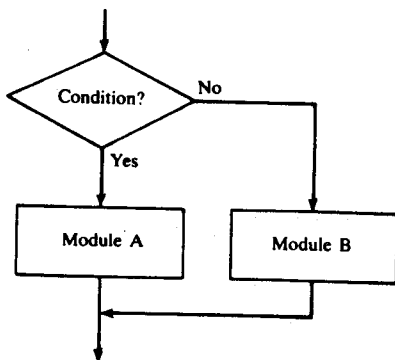 Condition?
No
Yes
Module A
Module B